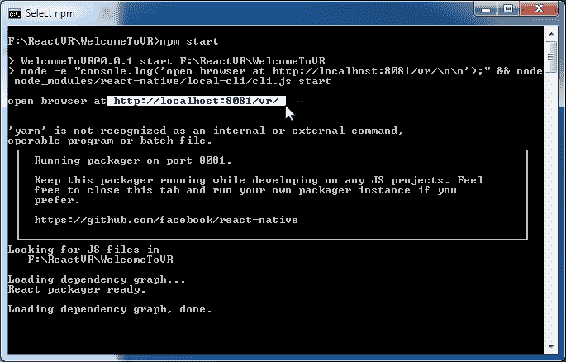 Select npm
F:\ReactVR\WelcomeToVR>npm start
> WelcomeToVR@0.0.1 start F:\ReactVR\WelcomeToVR
> node -e "console.log('open browser at http://localhost:8081/vr/\n\n');" && node
node_modules/react-native/local-cli/cli.js start
open browser at http://localhost:8081/vr/
'yarn' is not recognized as an internal or external command,
operable program or batch file.
Running packager on port 8081.
Keep this packager running while developing on any JS projects. Feel
free to close this tab and run your own packager instance if you
prefer.
https://github.com/facebook/react-native
Looking for JS files in
F:\ReactVR\WelcomeToVR
Loading dependency graph...
React packager ready.
Loading dependency graph, done.